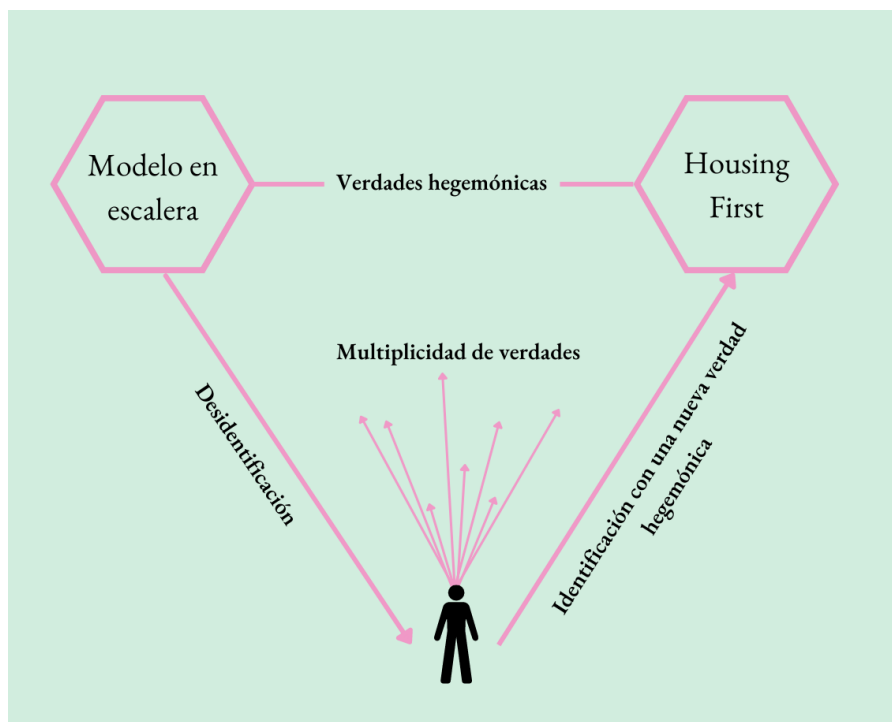 Modelo en
escalera
Verdades hegemónicas
Housing
First
Multiplicidad de verdades
Desidentificación
Identificación con una nueva verdad
hegemónica